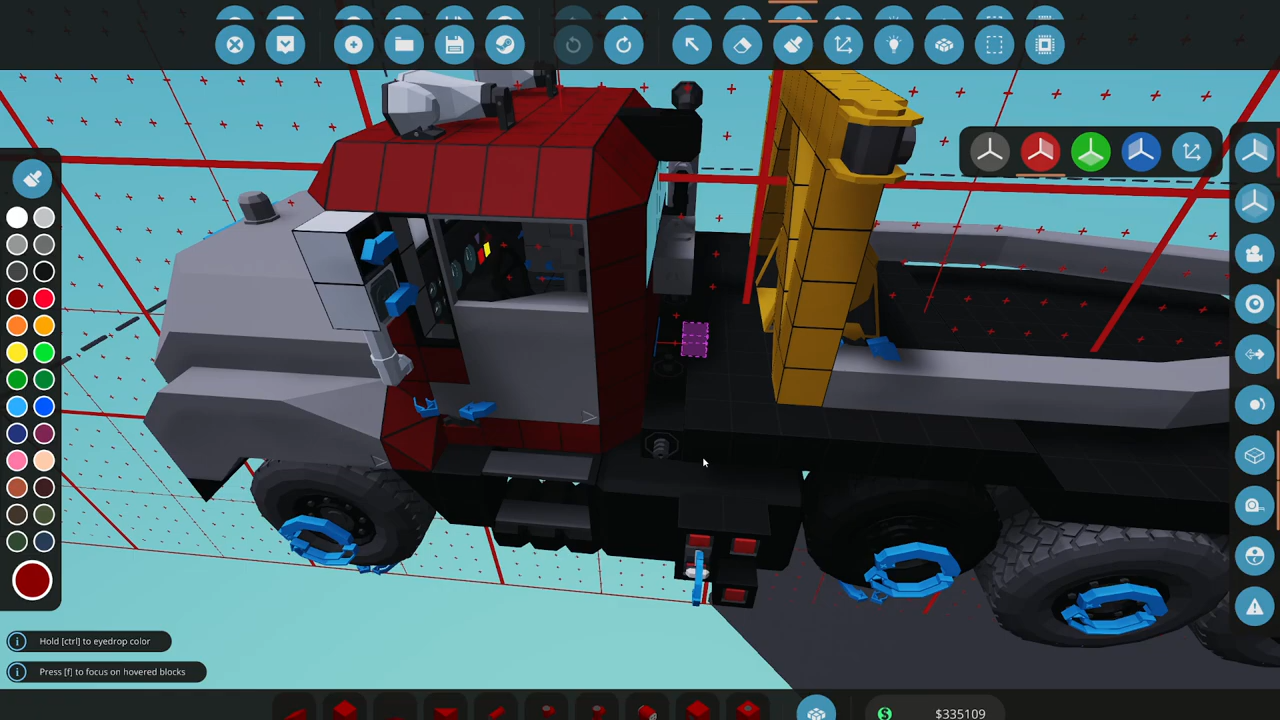 Hold [ctrl] to eyedrop color
Press [f] to focus on hovered blocks
$335109